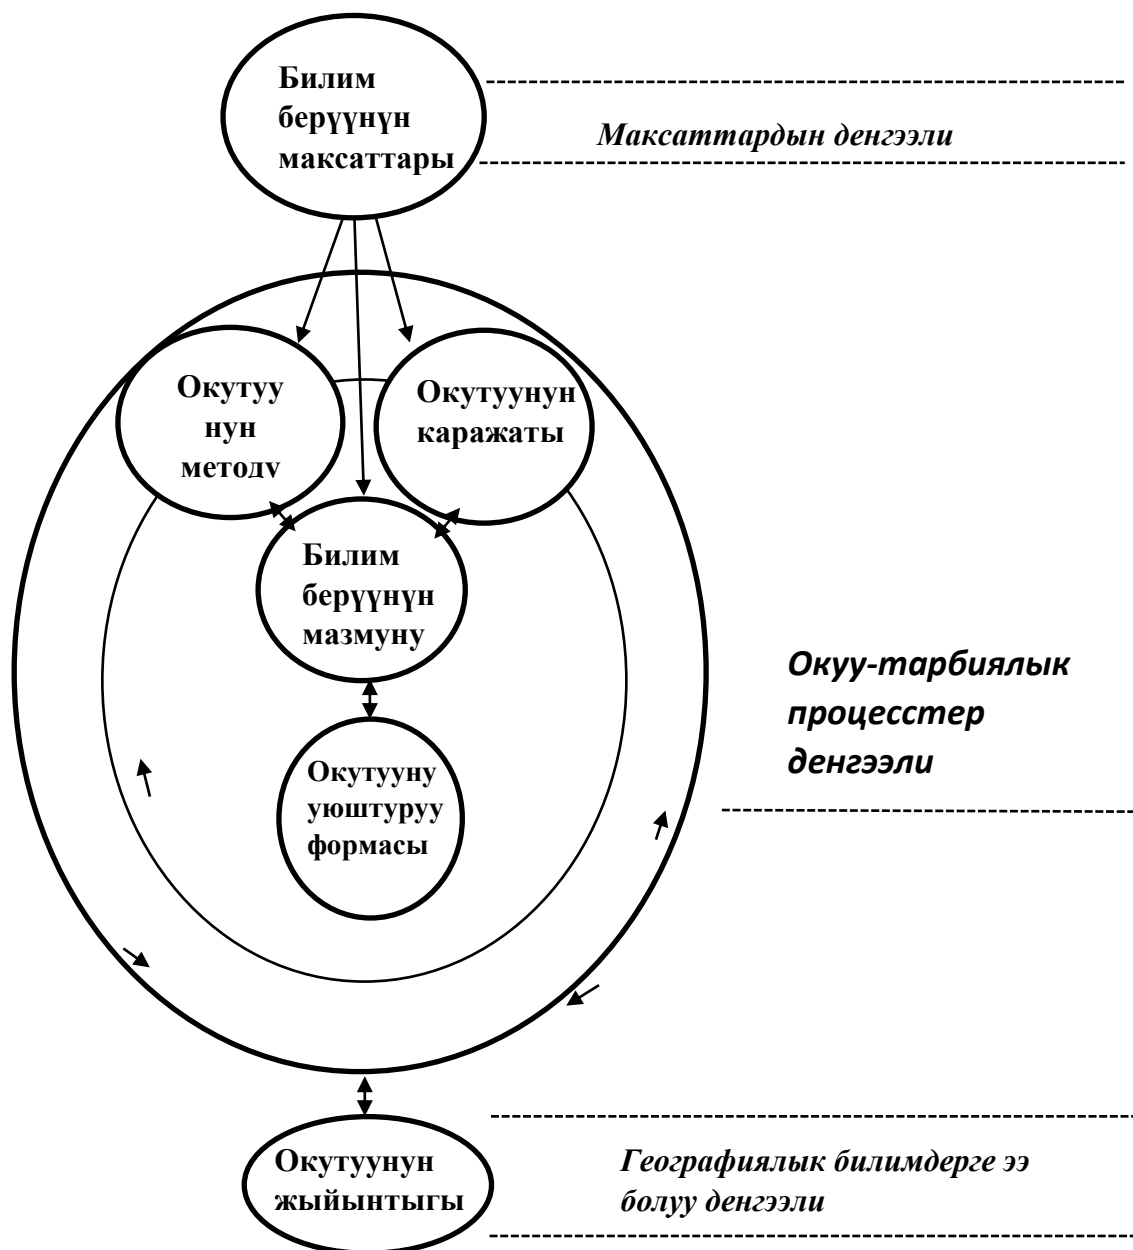 Билим
берүүнүн
максаттары
Максаттардын денгээли
Окутуу
нун
методу
Окутуунун
каражаты
Билим
берүүнүн
мазмуну
Окуу-тарбиялык
процесстер
денгээли
Окутууну
уюштуруу
формасы
Окутуунун
жыйынтыгы
Географиялык билимдерге ээ
болуу денгээли